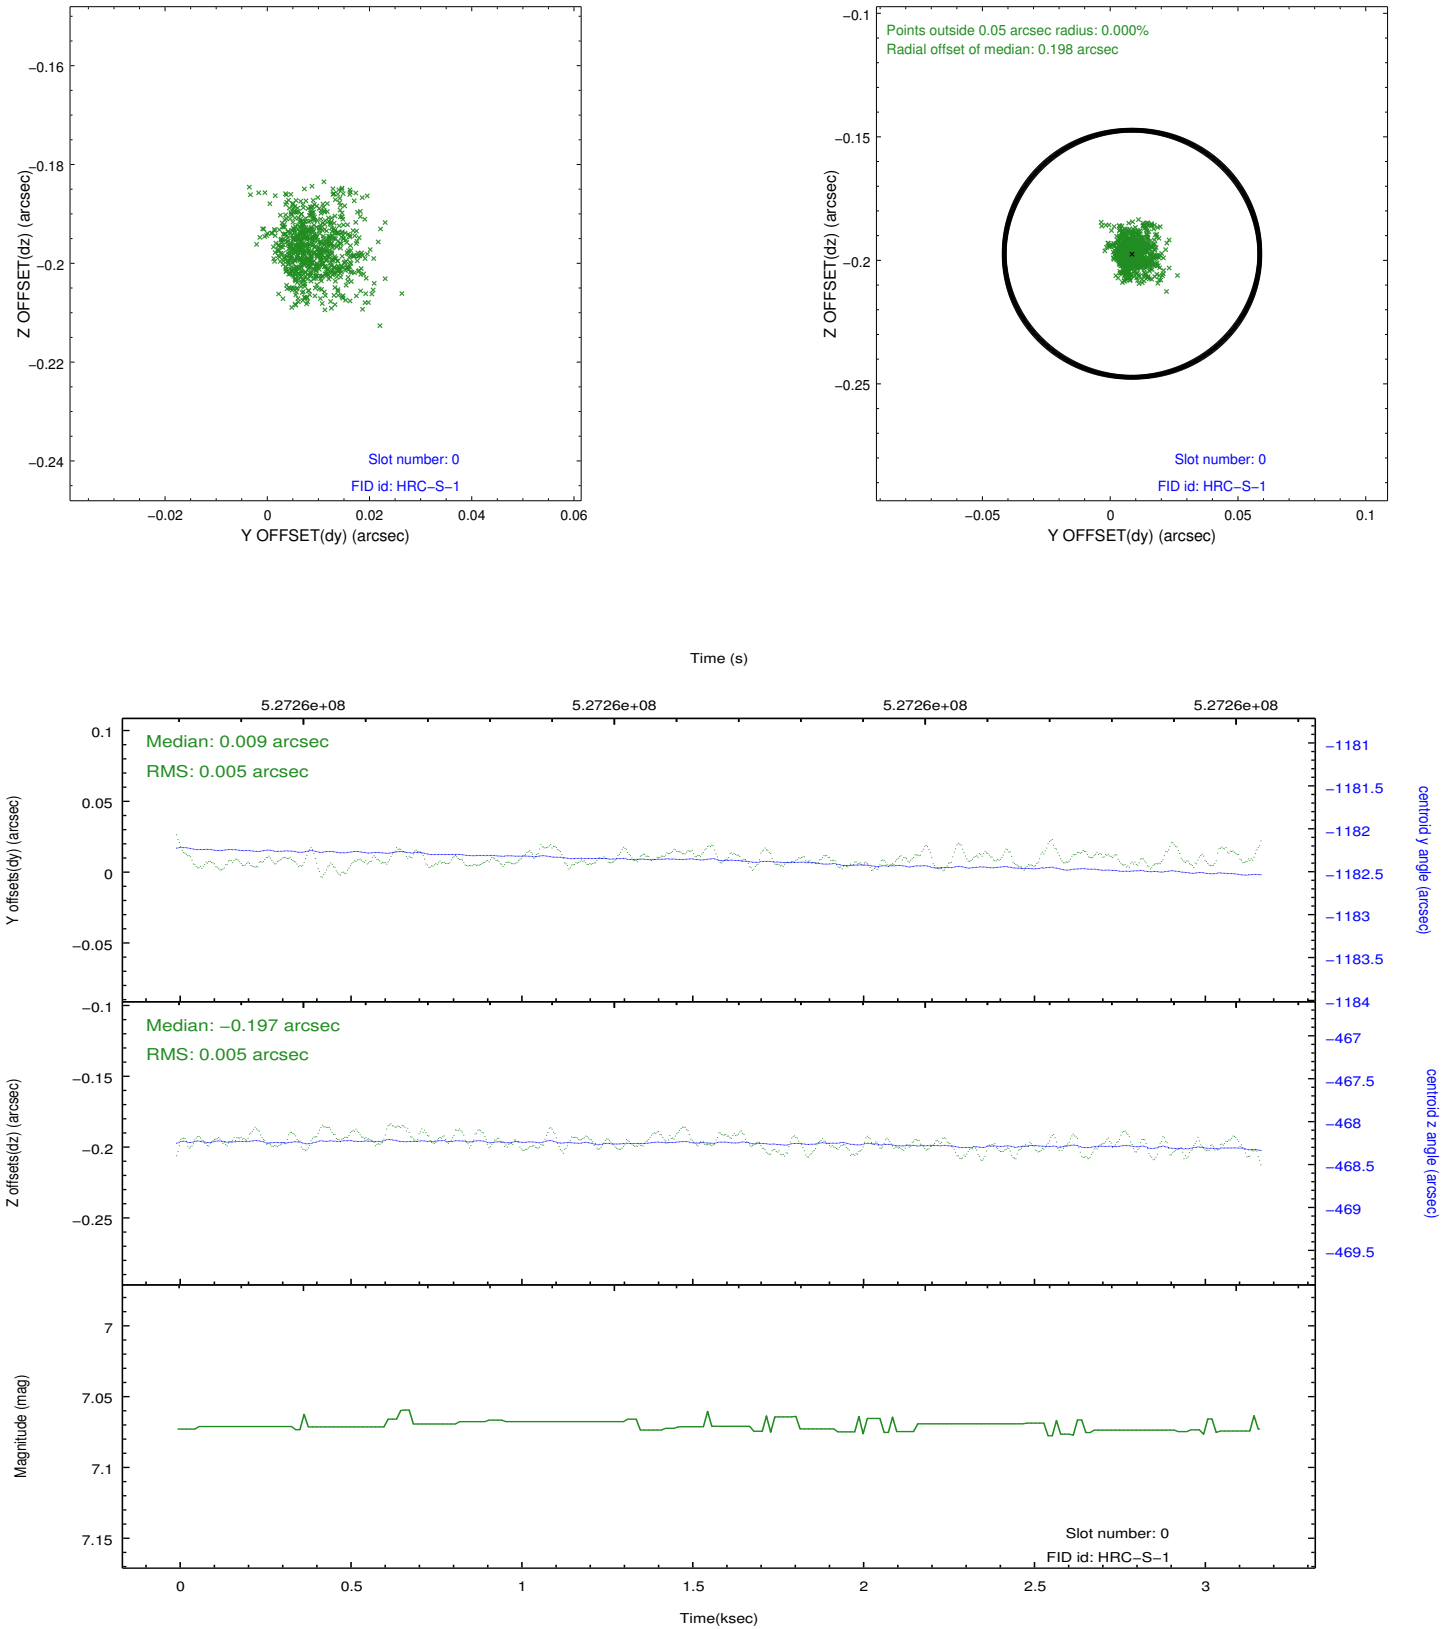 −0.16
−0.18
−0.2
−0.22
−0.24
Z OFFSET(dz) (arcsec)
Slot number: 0
FID id: HRC−S−1
−0.02
0
0.02
0.04
0.06
Y OFFSET(dy) (arcsec)
−0.1
−0.15
−0.2
−0.25
Z OFFSET(dz) (arcsec)
Points outside 0.05 arcsec radius: 0.000%
Radial offset of median: 0.198 arcsec
Slot number: 0
FID id: HRC−S−1
−0.05
0
0.05
0.1
Y OFFSET(dy) (arcsec)
Time (s)
5.2726e+08
5.2726e+08
5.2726e+08
5.2726e+08
0.1
0.05
0
−0.05
Y offsets(dy) (arcsec)
Median: 0.009 arcsec
RMS: 0.005 arcsec
−1181
−1181.5
−1182
−1182.5
−1183
−1183.5
−1184
centroid y angle (arcsec)
−0.1
−0.15
−0.2
−0.25
Z offsets(dz) (arcsec)
Median: −0.197 arcsec
RMS: 0.005 arcsec
−467
−467.5
−468
−468.5
−469
−469.5
centroid z angle (arcsec)
7
7.05
7.1
7.15
Magnitude (mag)
Slot number: 0
FID id: HRC−S−1
0
0.5
1
1.5
2
2.5
3
Time(ksec)